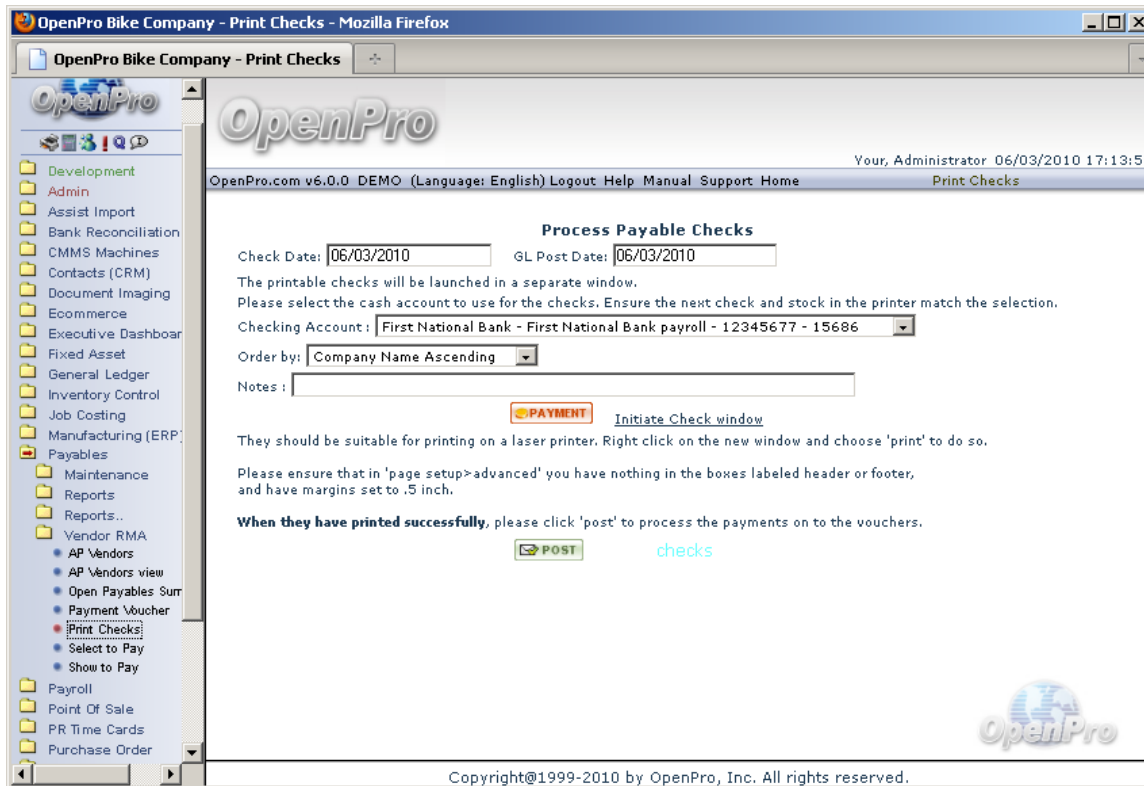 OpenPro Bike Company - Print Checks - Mozilla Firefox
OpenPro Bike Company - Print Checks
OpenPro
Development
Admin
Assist Import
Bank Reconciliation
CMMS Machines
Contacts (CRM)
Document Imaging
Ecommerce
Executive Dashboar
Fixed Asset
General Ledger
Inventory Control
Job Costing
Manufacturing (ERP)
Payables
Maintenance
Reports
Reports..
Vendor RMA
AP Vendors
AP Vendors view
Open Payables Sum
Payment Voucher
Print Checks
Select to Pay
Show to Pay
Payroll
Point Of Sale
PR Time Cards
Purchase Order
OpenPro
Your, Administrator 06/03/2010 17:13:5
OpenPro.com v6.0.0 DEMO (Language: English) Logout Help Manual Support Home Print Checks
Process Payable Checks
Check Date: 06/03/2010 GL Post Date: 06/03/2010
The printable checks will be launched in a separate window.
Please select the cash account to use for the checks. Ensure the next check and stock in the printer match the selection.
Checking Account : First National Bank - First National Bank payroll - 12345677 - 15686
Order by: Company Name Ascending
Notes :
PAYMENT Initiate Check window
They should be suitable for printing on a laser printer. Right click on the new window and choose 'print' to do so.
Please ensure that in 'page setup>advanced' you have nothing in the boxes labeled header or footer,
and have margins set to .5 inch.
When they have printed successfully, please click 'post' to process the payments on to the vouchers.
POST checks
OpenPro
Copyright@1999-2010 by OpenPro, Inc. All rights reserved.